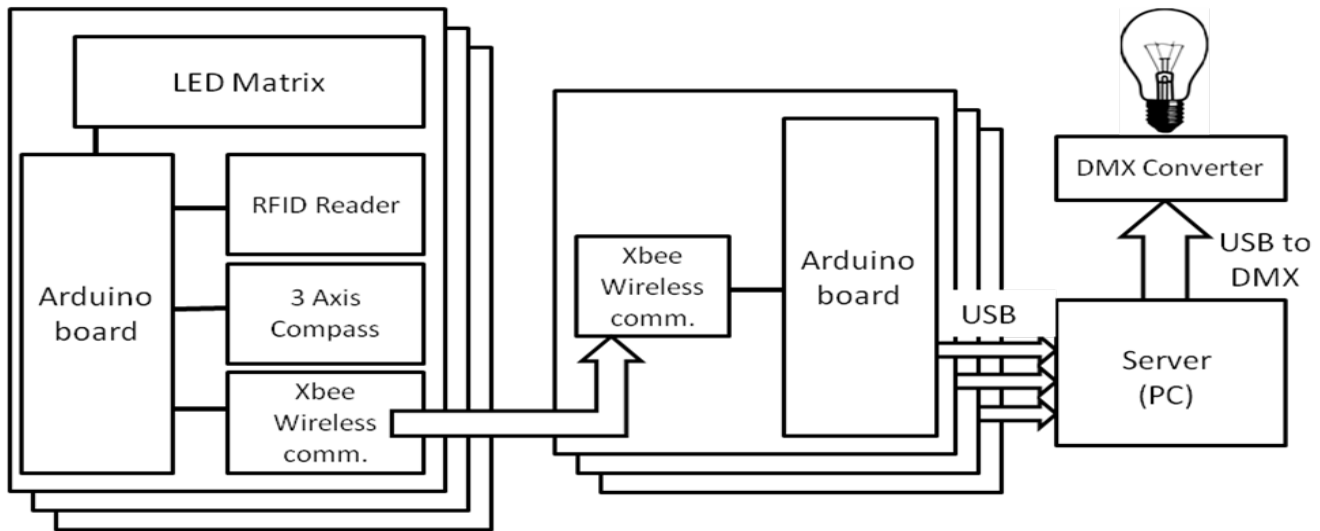 LED Matrix
Arduino
board
RFID Reader
3 Axis
Compass
Xbee
Wireless
comm.
Xbee
Wireless
comm.
Arduino
board
USB
DMX Converter
USB to
DMX
Server
(PC)